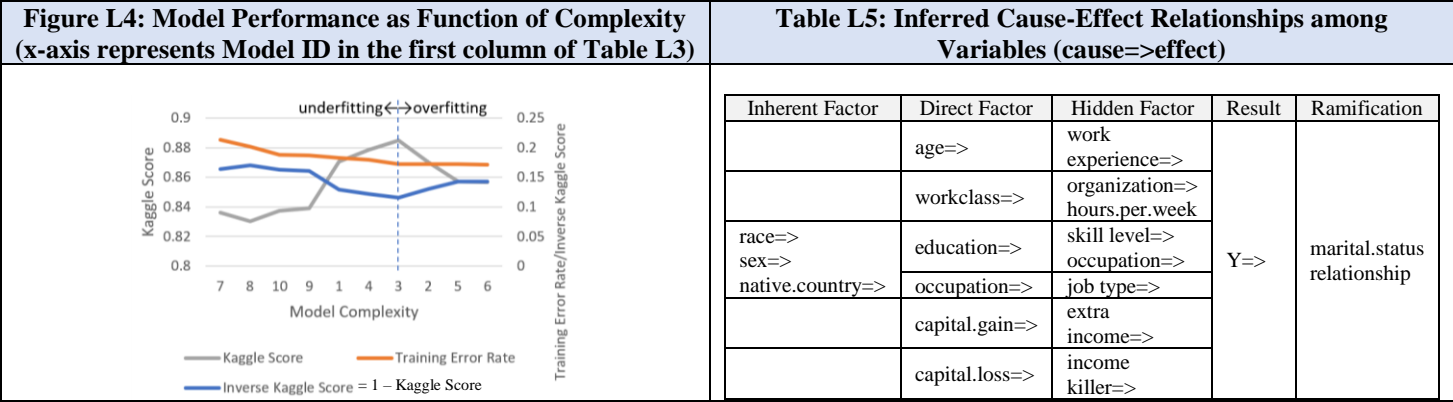 Figure L4: Model Performance as Function of Complexity
(x-axis represents Model ID in the first column of Table L3)
Table L5: Inferred Cause-Effect Relationships among
Variables (cause=>effect)
underfitting<-->overfitting
0.9
0.88
0.86
0.84
0.82
0.8
Kaggle Score
0.25
0.2
0.15
0.1
0.05
0
Training Error Rate/Inverse Kaggle Score
7 8 10 9 1 4 3 2 5 6
Model Complexity
Kaggle Score
Training Error Rate
Inverse Kaggle Score = 1 – Kaggle Score
Inherent Factor Direct Factor Hidden Factor Result Ramification
age=>
work
experience=>
workclass=>
organization=>
hours.per.week
race=>
sex=>
native.country=>
education=>
skill level=>
occupation=>
occupation=>
job type=>
capital.gain=>
extra
income=>
capital.loss=>
income
killer=>
Y=>
marital.status
relationship